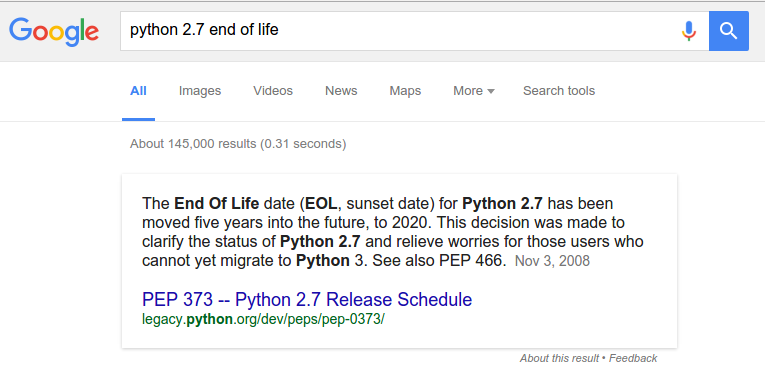 Google
python 2.7 end of life
All Images Videos News Maps More Search tools
About 145,000 results (0.31 seconds)
The End Of Life date (EOL, sunset date) for Python 2.7 has been
moved five years into the future, to 2020. This decision was made to
clarify the status of Python 2.7 and relieve worries for those users who
cannot yet migrate to Python 3. See also PEP 466. Nov 3, 2008
PEP 373 -- Python 2.7 Release Schedule
legacy.python.org/dev/peps/pep-0373/
About this result • Feedback